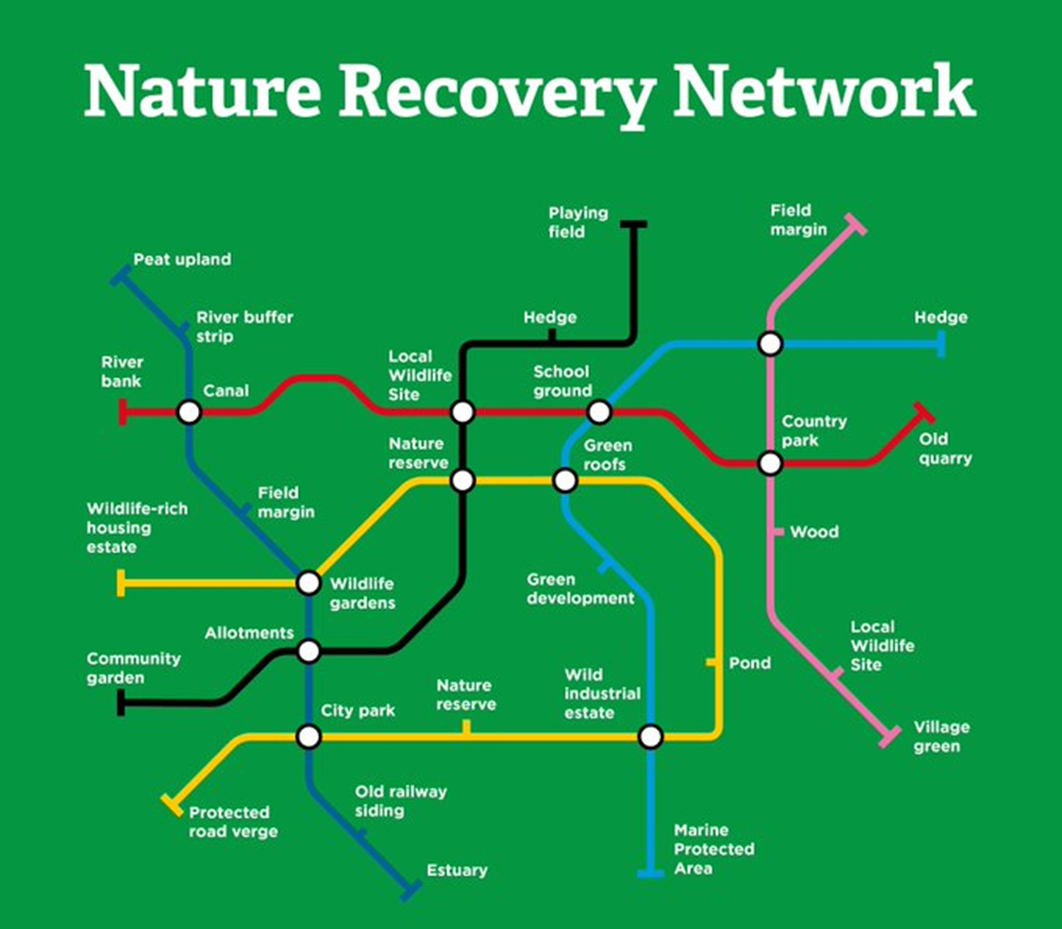 Nature Recovery Network
Playing
field
Field
margin
Peat upland
River buffer
strip
Hedge
Hedge
River
bank
Canal
Local
Wildlife
Site
School
ground
Country
park
Old
quarry
Nature
reserve
Green
roofs
Field
margin
Wildlife-rich
housing
estate
Wood
Wildlife
gardens
Green
development
Allotments
Local
Wildlife
Site
Community
garden
Pond
Wild
industrial
estate
Nature
reserve
City park
Village
green
Old railway
siding
Protected
road verge
Marine
Protected
Area
Estuary